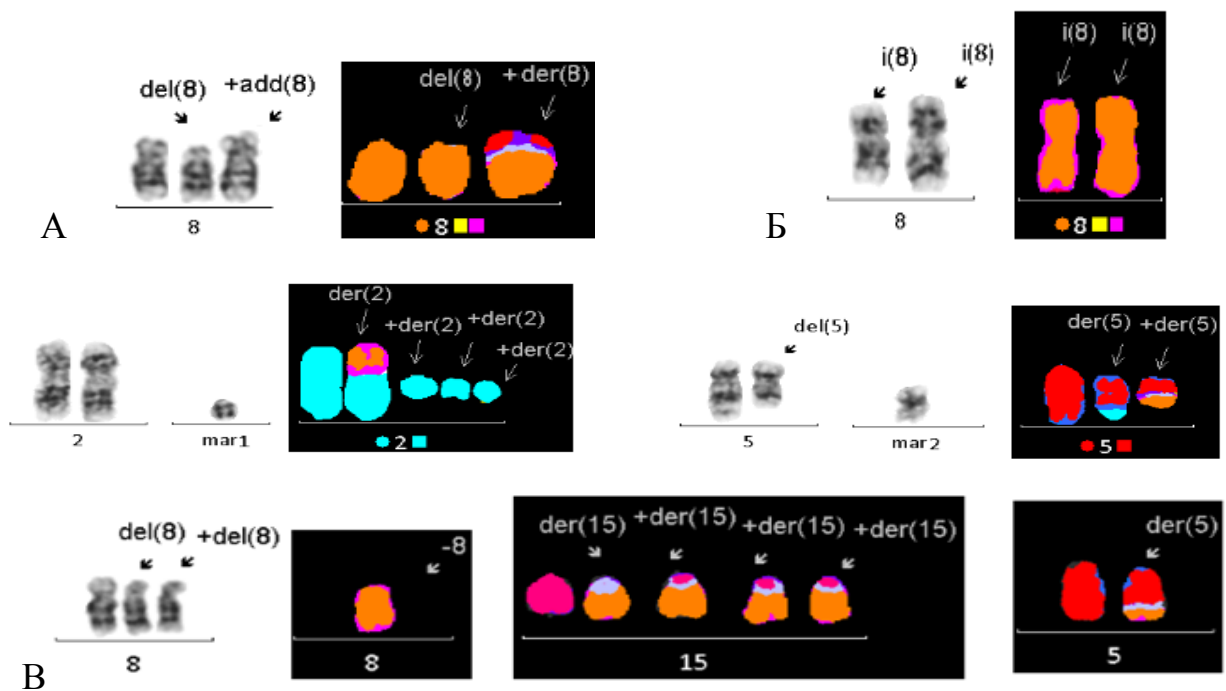 del(8)
+add(8)
8
del(8)
+ der(8)
8
А
i(8)
i(8)
8
i(8)
i(8)
8
Б
2
mar1
der(2)
+der(2)
+der(2)
+der(2)
2
del(5)
5
mar2
der(5)
+der(5)
5
del(8)
+del(8)
8
-8
8
der(15)
+der(15)
+der(15)
+der(15)
15
der(5)
5
В